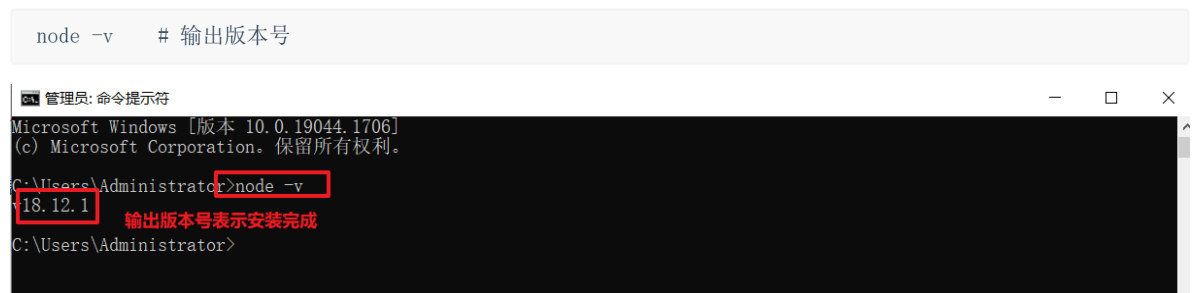 node -v    # 输出版本号
管理员: 命令提示符
Microsoft Windows [版本 10.0.19044.1706]
(c) Microsoft Corporation。保留所有权利。
C:\Users\Administrator>node -v
v18.12.1
输出版本号表示安装完成
C:\Users\Administrator>